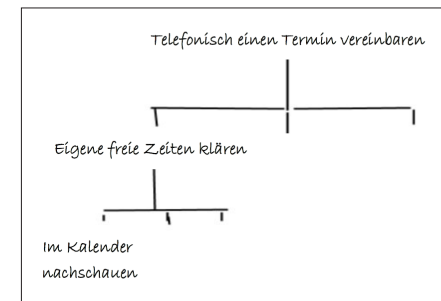 Telefonisch einen Termin vereinbaren
Eigene freie Zeiten klären
Im Kalender
nachschauen